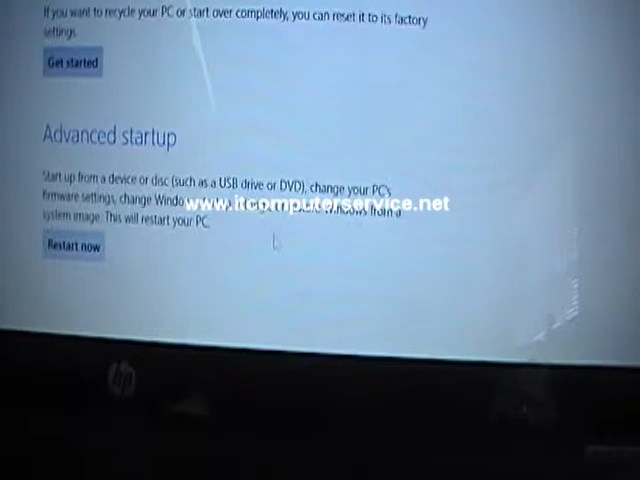 If you want to recycle your PC or start over completely, you can reset it to its factory
settings.
Get started
Advanced startup
Start up from a device or disc (such as a USB drive or DVD), change your PC's
firmware settings, change Windo
www.itcomputerservice.net
Windows from a
system image. This will restart your PC.
Restart now
hp